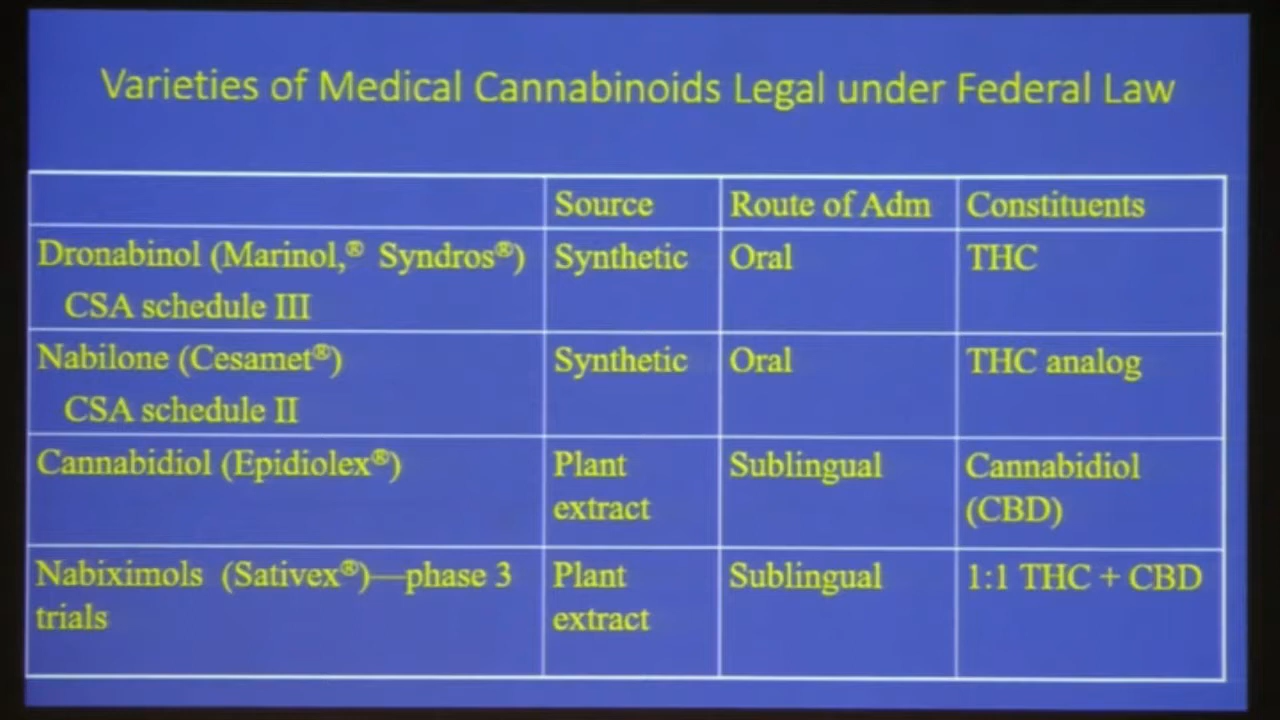 Varieties of Medical Cannabinoids Legal under Federal Law
Source Route of Adm Constituents
Dronabinol (Marinol,® Syndros®) Synthetic Oral THC
CSA schedule III
Nabilone (Cesamet®) Synthetic Oral THC analog
CSA schedule II
Cannabidiol (Epidiolex®) Plant Sublingual Cannabidiol
extract (CBD)
Nabiximols (Sativex®)—phase 3 Plant Sublingual 1:1 THC + CBD
trials extract